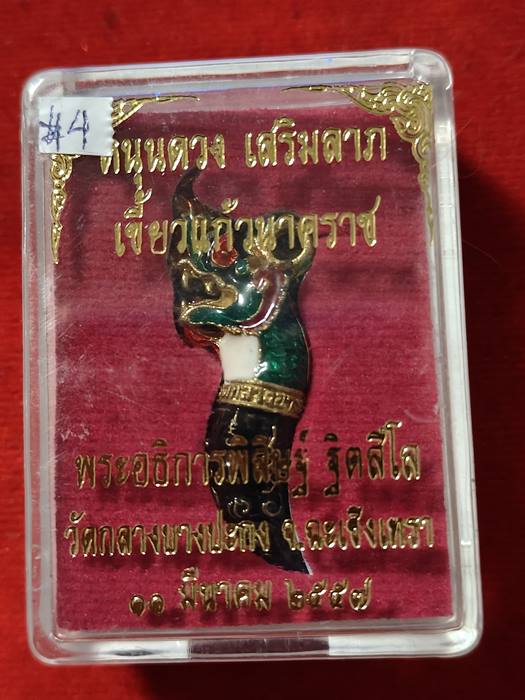 #4
หนุนดวง เสริมลาภ
เขี้ยวแก้วนาคราช
พระอธิการพิสิษฐ์ ฐิตสีโล
วัดกลางบางปะกง จ.ฉะเชิงเทรา
๑๑ มีนาคม ๒๕๕๗